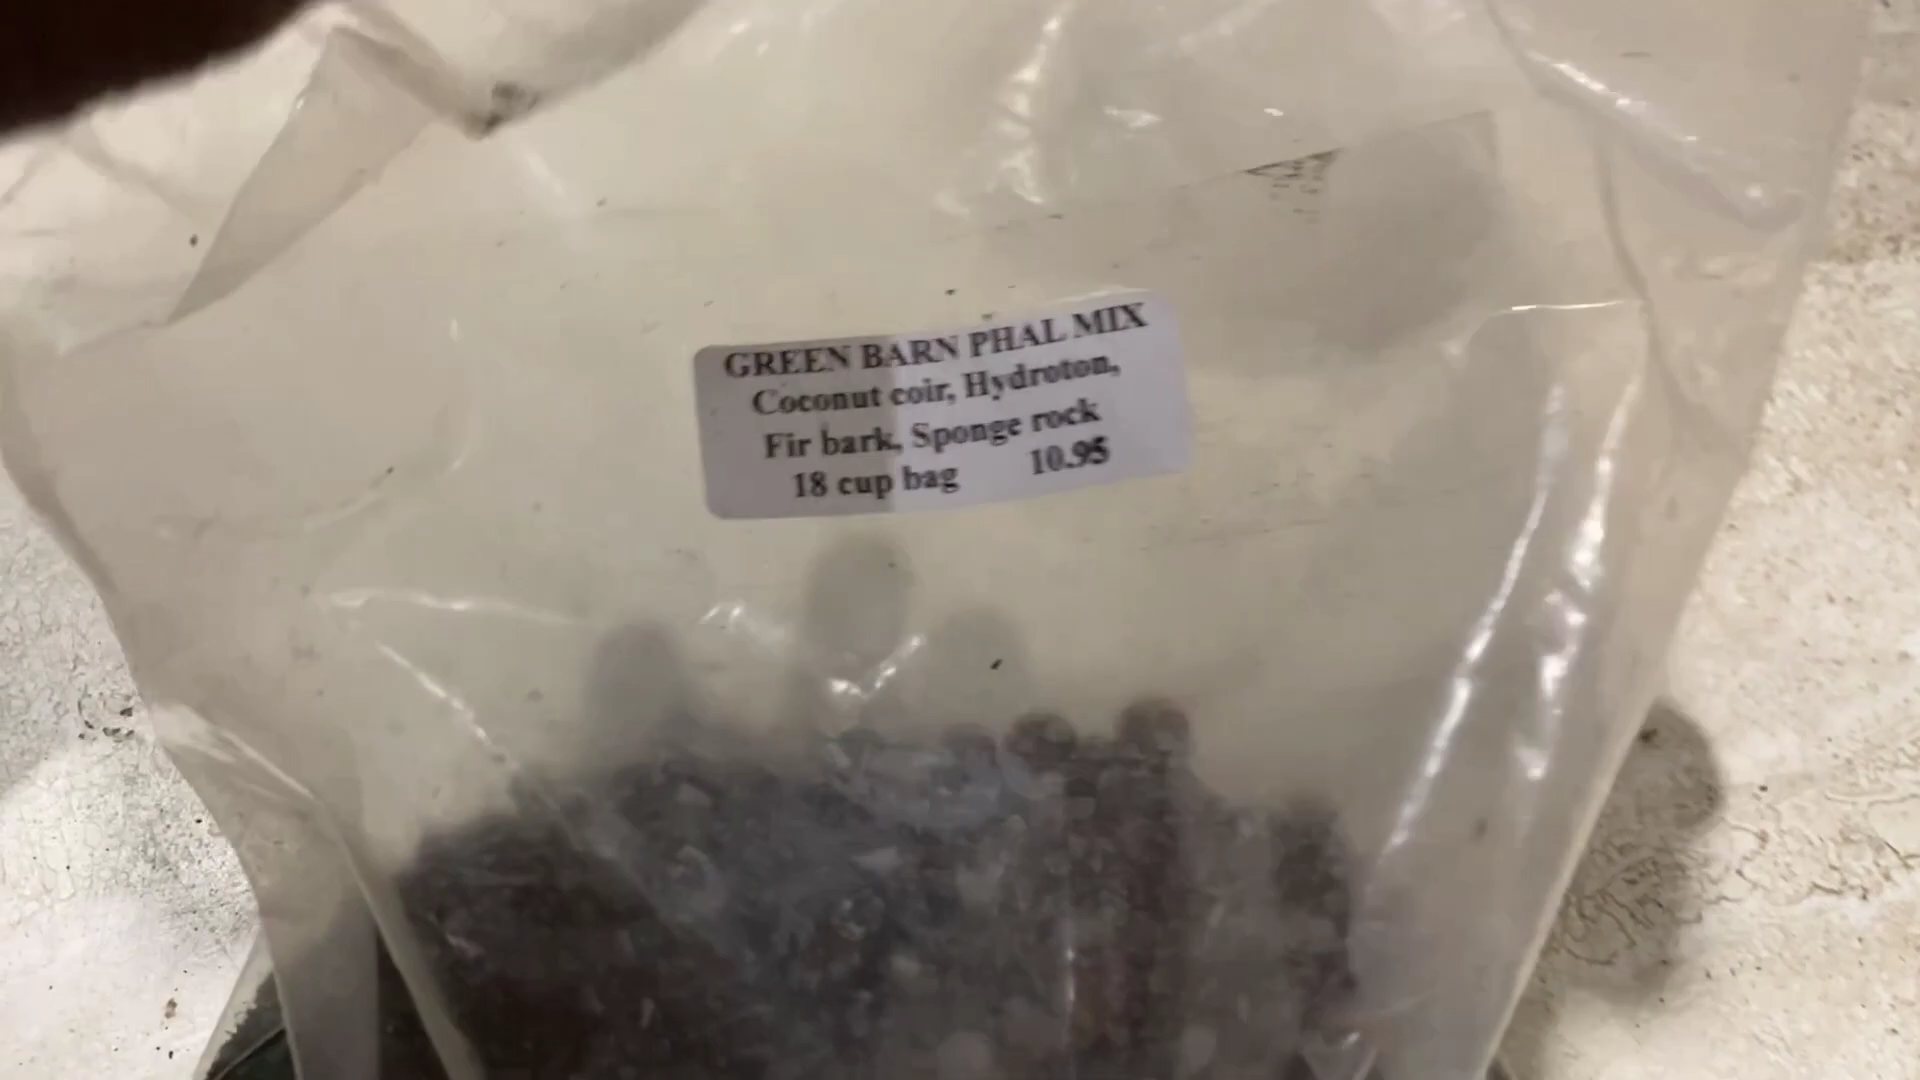 GREEN BARN PHAL MIX
Coconut coir, Hydroton,
Fir bark, Sponge rock
18 cup bag 10.95